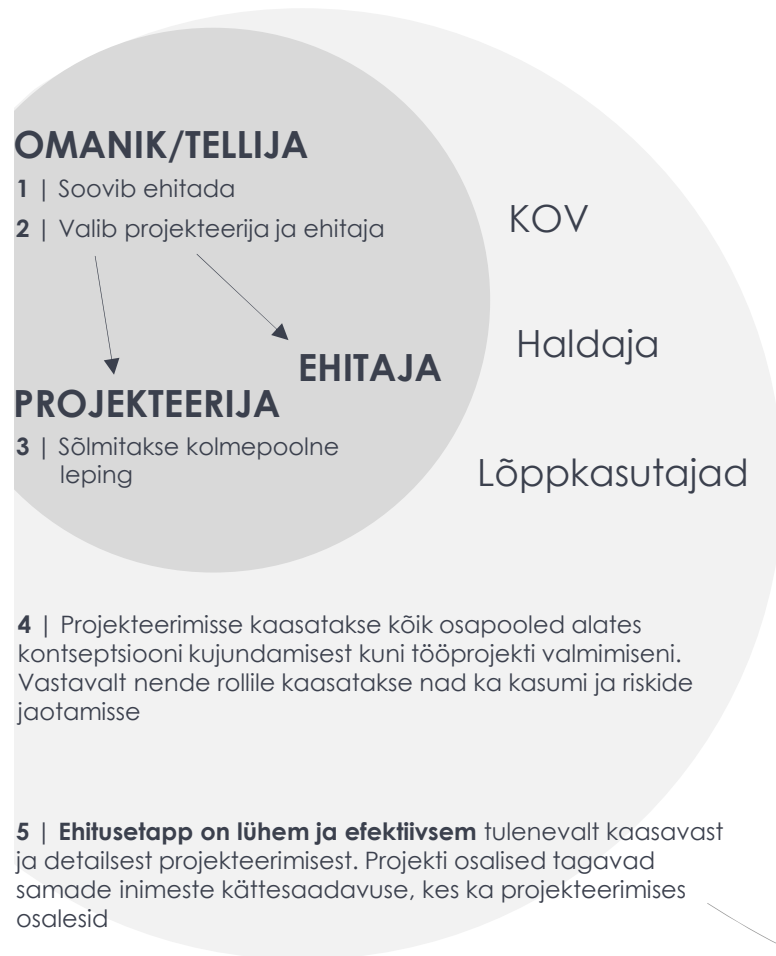 OMANIK/TELLIJA
1 | Soovib ehitada
2 | Valib projekteerija ja ehitaja
KOV
Haldaja
EHITAJA
PROJEKTEERIJA
3 | Sõlmitakse kolmepoolne
leping
Lõppkasutajad
4 | Projekteerimisse kaasatakse kõik osapooled alates
kontseptsiooni kujundamisest kuni tööprojekti valmimiseni.
Vastavalt nende rollile kaasatakse nad ka kasumi ja riskide
jaotamisse
5 | Ehitusetapp on lühem ja efektiivsem tulenevalt kaasavast
ja detailsest projekteerimisest. Projekti osalised tagavad
samade inimeste kättesaadavuse, kes ka projekteerimises
osalesid